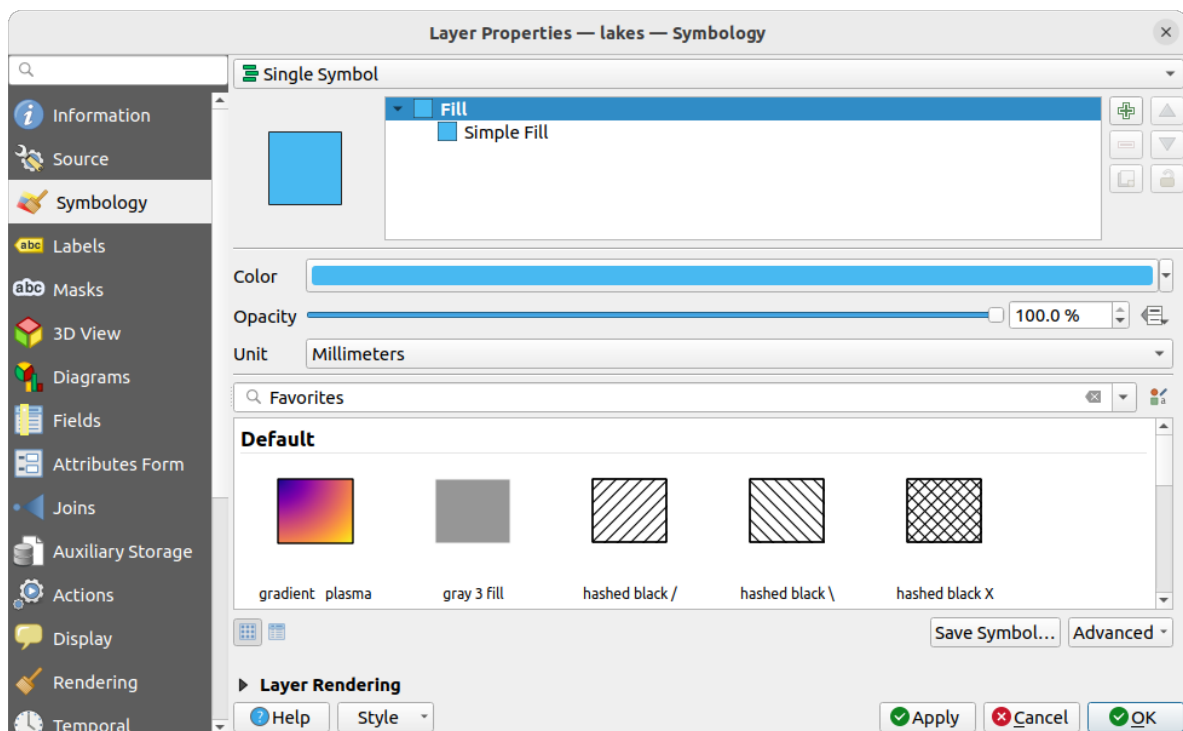 Layer Properties — lakes — Symbology
Information
Source
Symbology
Labels
Masks
3D View
Diagrams
Fields
Attributes Form
Joins
Auxiliary Storage
Actions
Display
Rendering
Temporal
Single Symbol
Fill
Simple Fill
Color
Opacity 100.0 %
Unit Millimeters
Favorites
Default
gradient plasma gray 3 fill hashed black / hashed black \ hashed black X
Save Symbol... Advanced
Layer Rendering
Help Style Apply Cancel OK